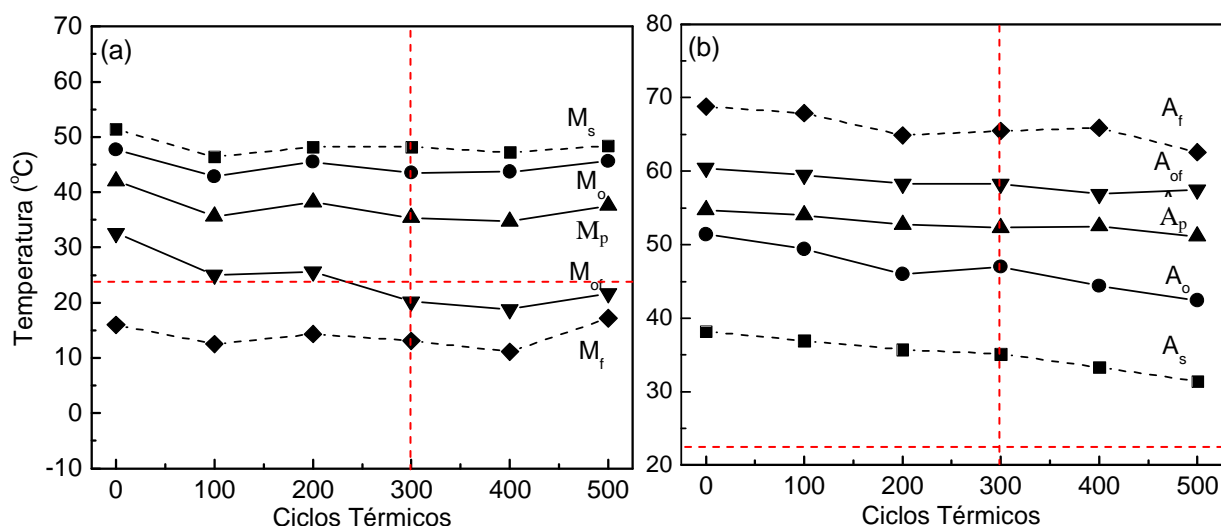 (a)
Temperatura (°C)
70
60
50
40
30
20
10
0
-10
M_s
M_o
M_p
M_of
M_f
0 100 200 300 400 500
Ciclos Térmicos
(b)
80
70
60
50
40
30
20
A_f
A_of
Â_p
A_o
A_s
0 100 200 300 400 500
Ciclos Térmicos